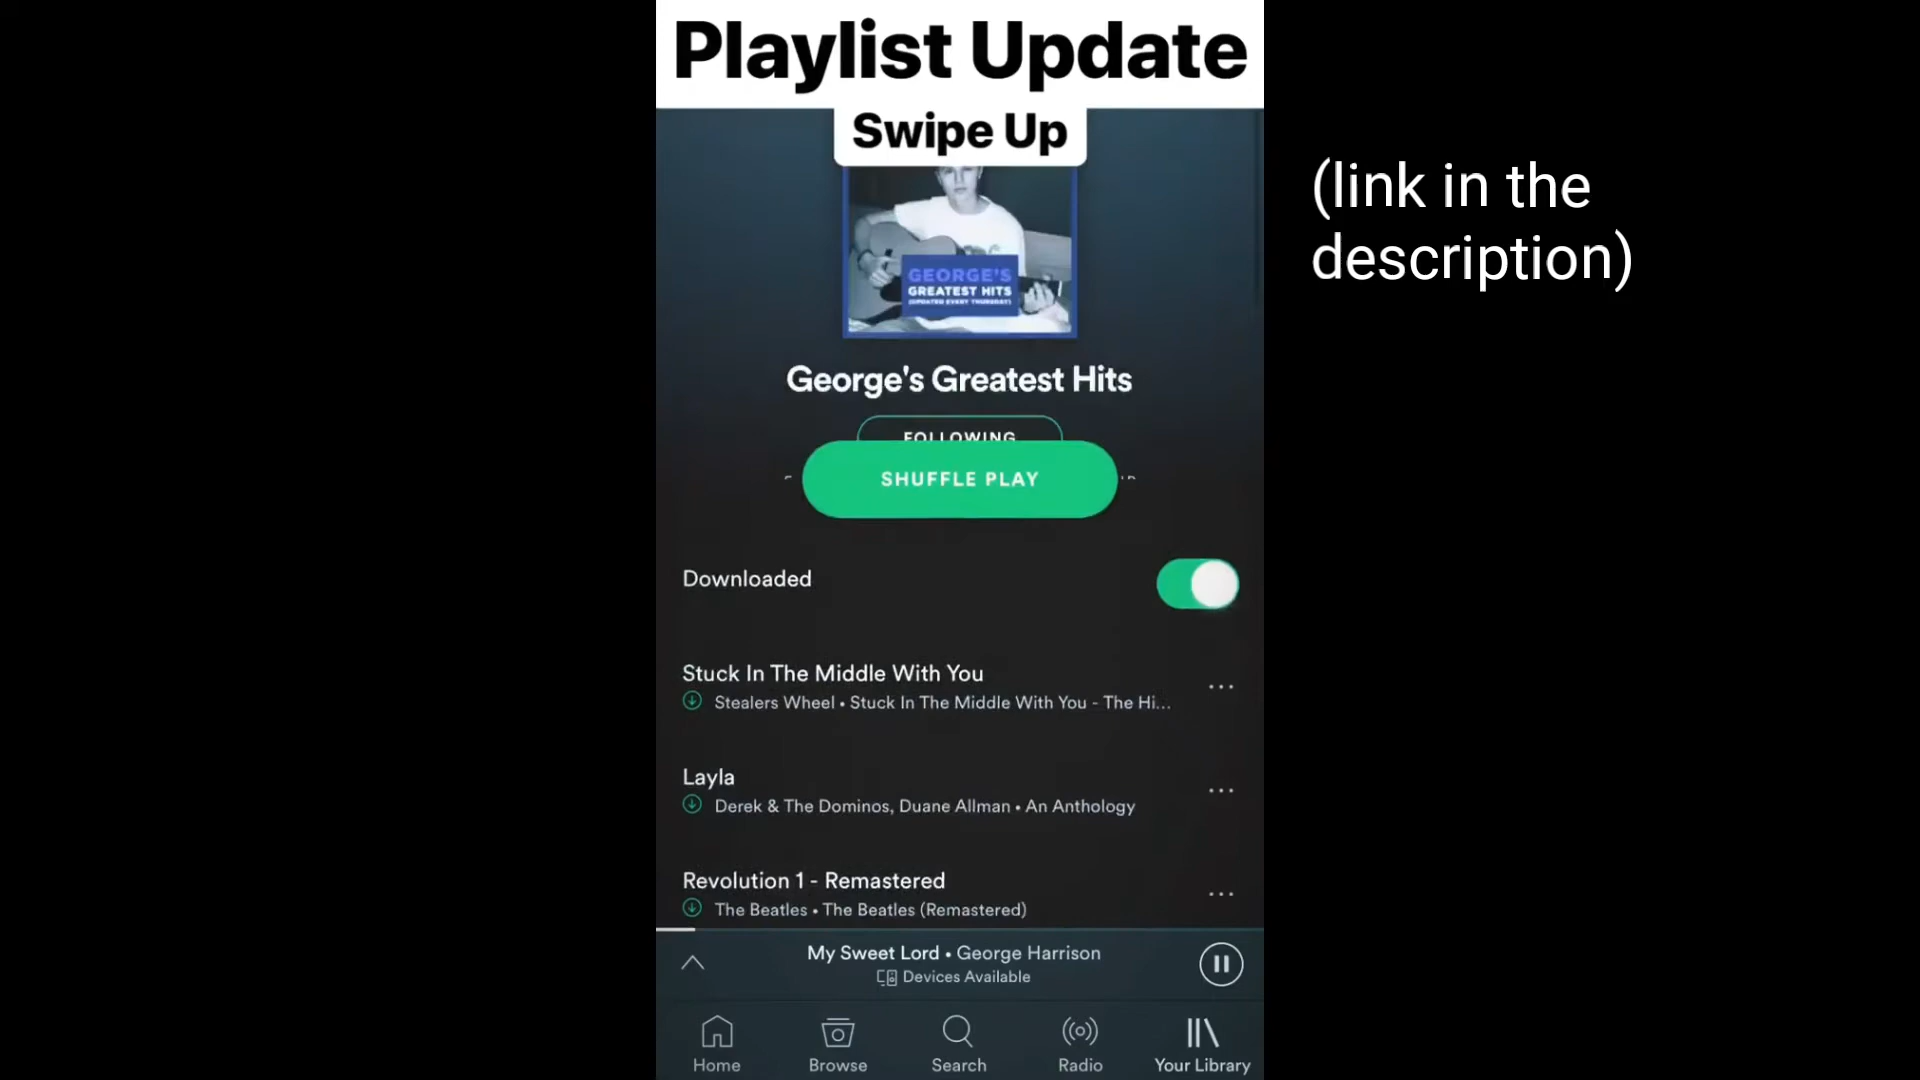 Playlist Update
Swipe Up
(link in the
description)
GEORGE'S
GREATEST HITS
(UPDATED EVERY THURSDAY)
George's Greatest Hits
FOLLOWING
SHUFFLE PLAY
Downloaded
Stuck In The Middle With You
Stealers Wheel • Stuck In The Middle With You - The Hi...
Layla
Derek & The Dominos, Duane Allman • An Anthology
Revolution 1 - Remastered
The Beatles • The Beatles (Remastered)
My Sweet Lord • George Harrison
Devices Available
Home
Browse
Search
Radio
Your Library